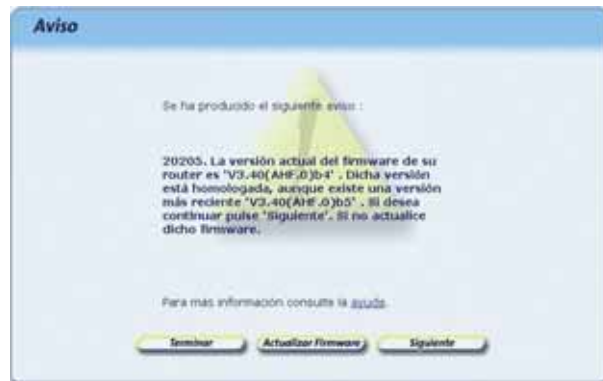 Aviso
Se ha producido el siguiente aviso :
20205. La versión actual del firmware de su
router es 'V3.40(AHF.0)b4' . Dicha versión
está homologada, aunque existe una versión
más reciente 'V3.40(AHF.0)b5' . Si desea
continuar pulse 'Siguiente'. Si no actualice
dicho firmware.
Para más información consulte la ayuda.
Terminar
Actualizar Firmware
Siguiente